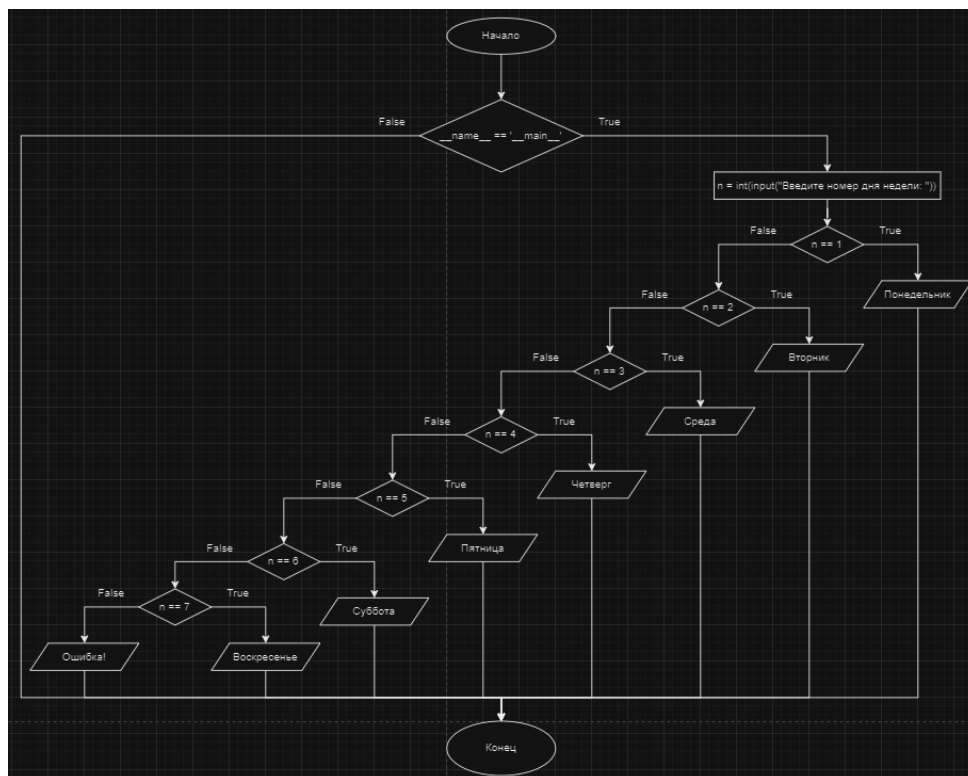 Начало
False
True
__name__ == '__main__'
n = int(input("Введите номер дня недели: "))
False
True
n == 1
False
True
Понедельник
n == 2
False
True
Вторник
n == 3
False
True
Среда
n == 4
False
True
Четверг
n == 5
False
True
Пятница
n == 6
False
True
Суббота
n == 7
Ошибка!
Воскресенье
Конец